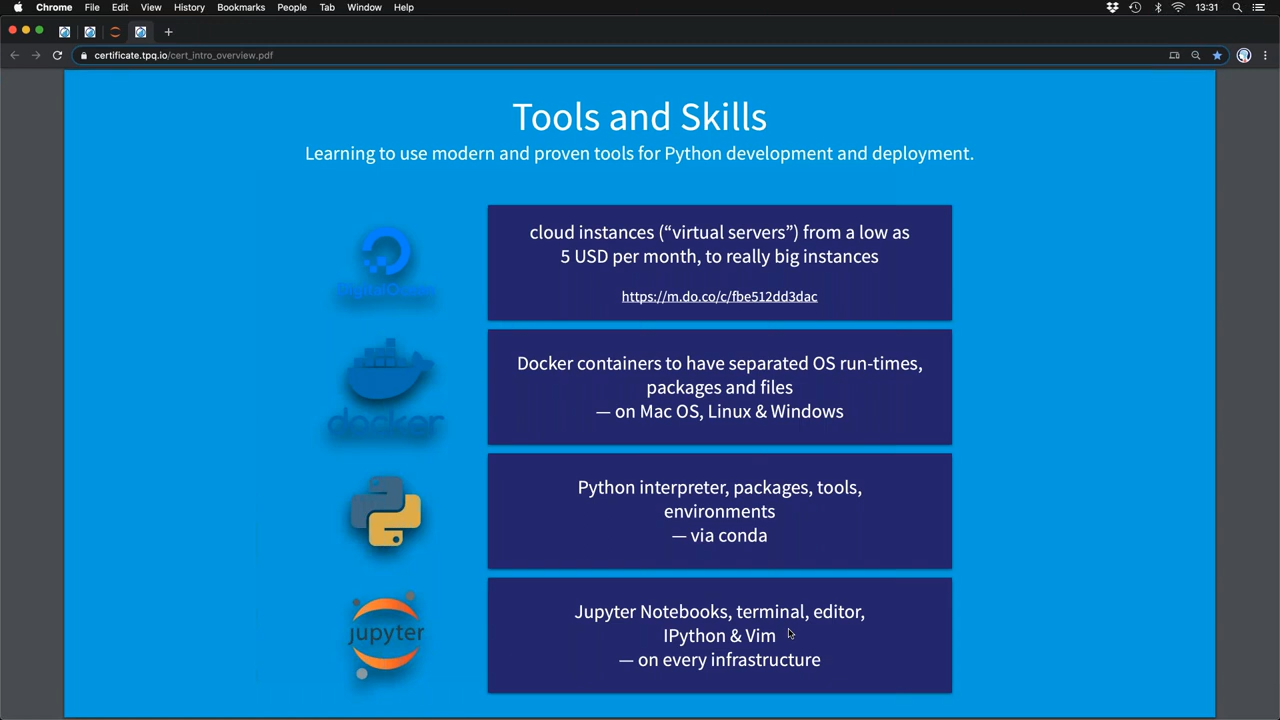 Chrome File Edit View History Bookmarks People Tab Window Help 13:31
certificate.tpq.io/cert_intro_overview.pdf
Tools and Skills
Learning to use modern and proven tools for Python development and deployment.
DigitalOcean
cloud instances (“virtual servers”) from a low as
5 USD per month, to really big instances
https://m.do.co/c/fbe512dd3dac
docker
Docker containers to have separated OS run-times,
packages and files
— on Mac OS, Linux & Windows
Python interpreter, packages, tools,
environments
— via conda
jupyter
Jupyter Notebooks, terminal, editor,
IPython & Vim
— on every infrastructure